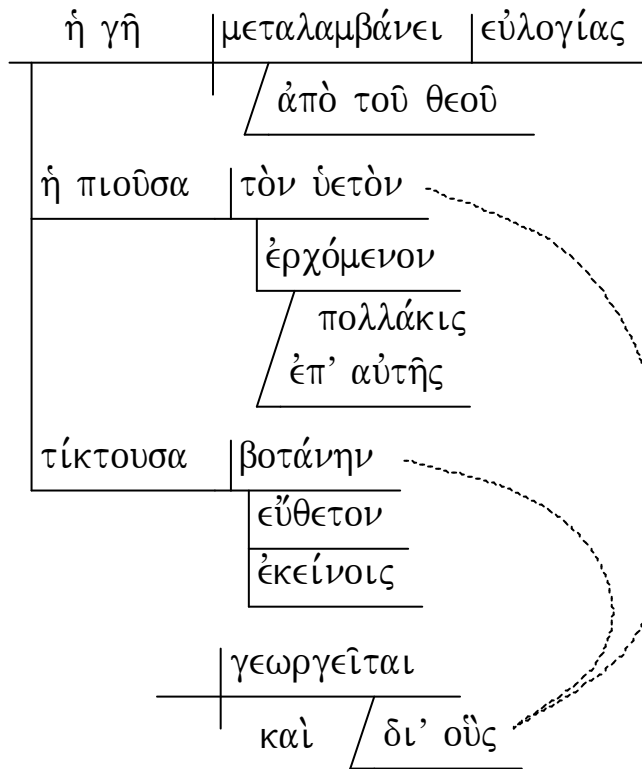 ἡ γῆ μεταλαμβάνει εὐλογίας
ἀπὸ τοῦ θεοῦ
ἡ πιοῦσα τὸν ὑετὸν
ἐρχόμενον
πολλάκις
ἐπ’ αὐτῆς
τίκτουσα βοτάνην
εὔθετον
ἐκείνοις
γεωργεῖται
καὶ δι’ οὓς